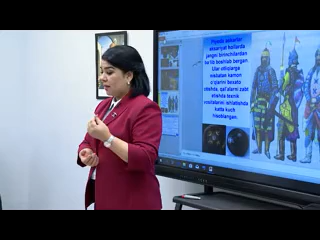 Piyoda askarlar
aksariyat hollarda
jangni birinchilardan
bo'lib boshlab bergan.
Ular otliqlarga
nisbatan kamon
o'qlarini bexato
otishda, qal'alarni zabt
etishda texnik
vositalarini ishlatishda
katta kuch
hisoblangan.